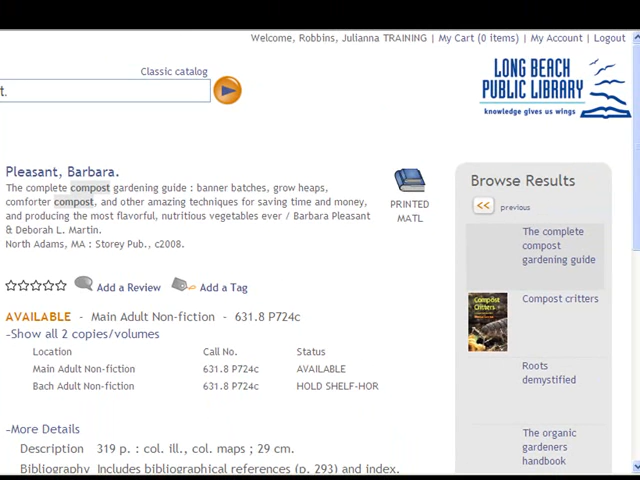 Welcome, Robbins, Julianna TRAINING | My Cart (0 items) | My Account | Logout
Classic catalog
t.
LONG BEACH
PUBLIC LIBRARY
knowledge gives us wings
Pleasant, Barbara.
The complete compost gardening guide : banner batches, grow heaps,
comforter compost, and other amazing techniques for saving time and money,
and producing the most flavorful, nutritious vegetables ever / Barbara Pleasant
& Deborah L. Martin.
North Adams, MA : Storey Pub., c2008.
PRINTED
MATL
Add a Review
Add a Tag
AVAILABLE - Main Adult Non-fiction - 631.8 P724c
-Show all 2 copies/volumes
Location Call No. Status
Main Adult Non-fiction 631.8 P724c AVAILABLE
Bach Adult Non-fiction 631.8 P724c HOLD SHELF-HOR
-More Details
Description 319 p. : col. ill., col. maps ; 29 cm.
Bibliography Includes bibliographical references (p. 293) and index.
Browse Results
<< previous
The complete
compost
gardening guide
Compost Critters
Compost critters
Roots
demystified
The organic
gardeners
handbook